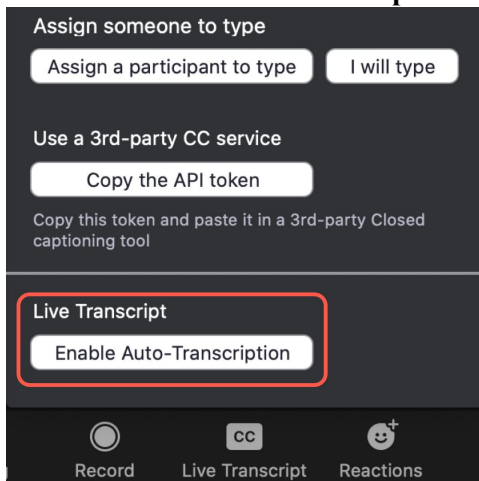 Assign someone to type
Assign a participant to type I will type
Use a 3rd-party CC service
Copy the API token
Copy this token and paste it in a 3rd-party Closed
captioning tool
Live Transcript
Enable Auto-Transcription
CC
Record Live Transcript Reactions